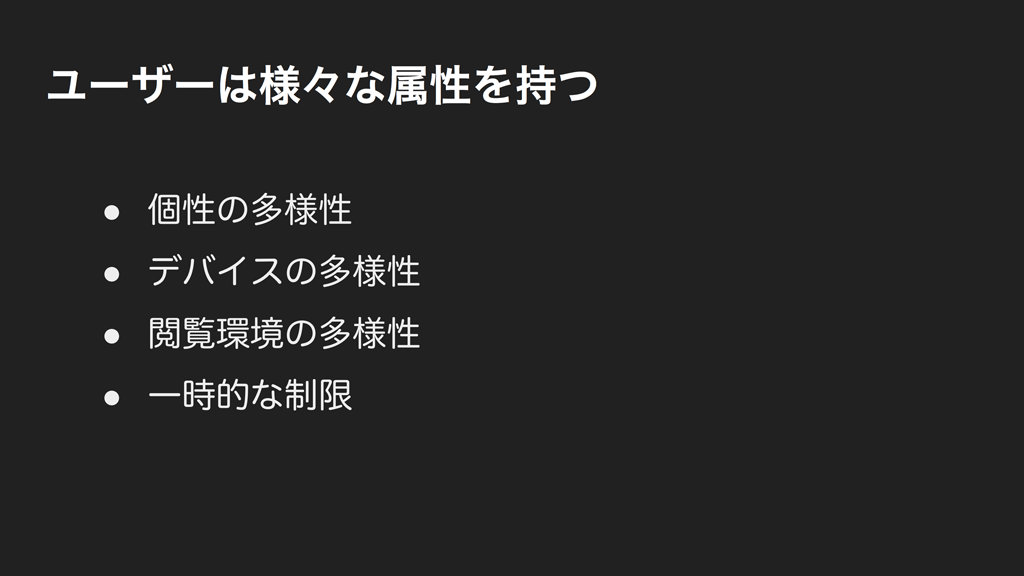 ユーザーは様々な属性を持つ
● 個性の多様性
● デバイスの多様性
● 閲覧環境の多様性
● 一時的な制限